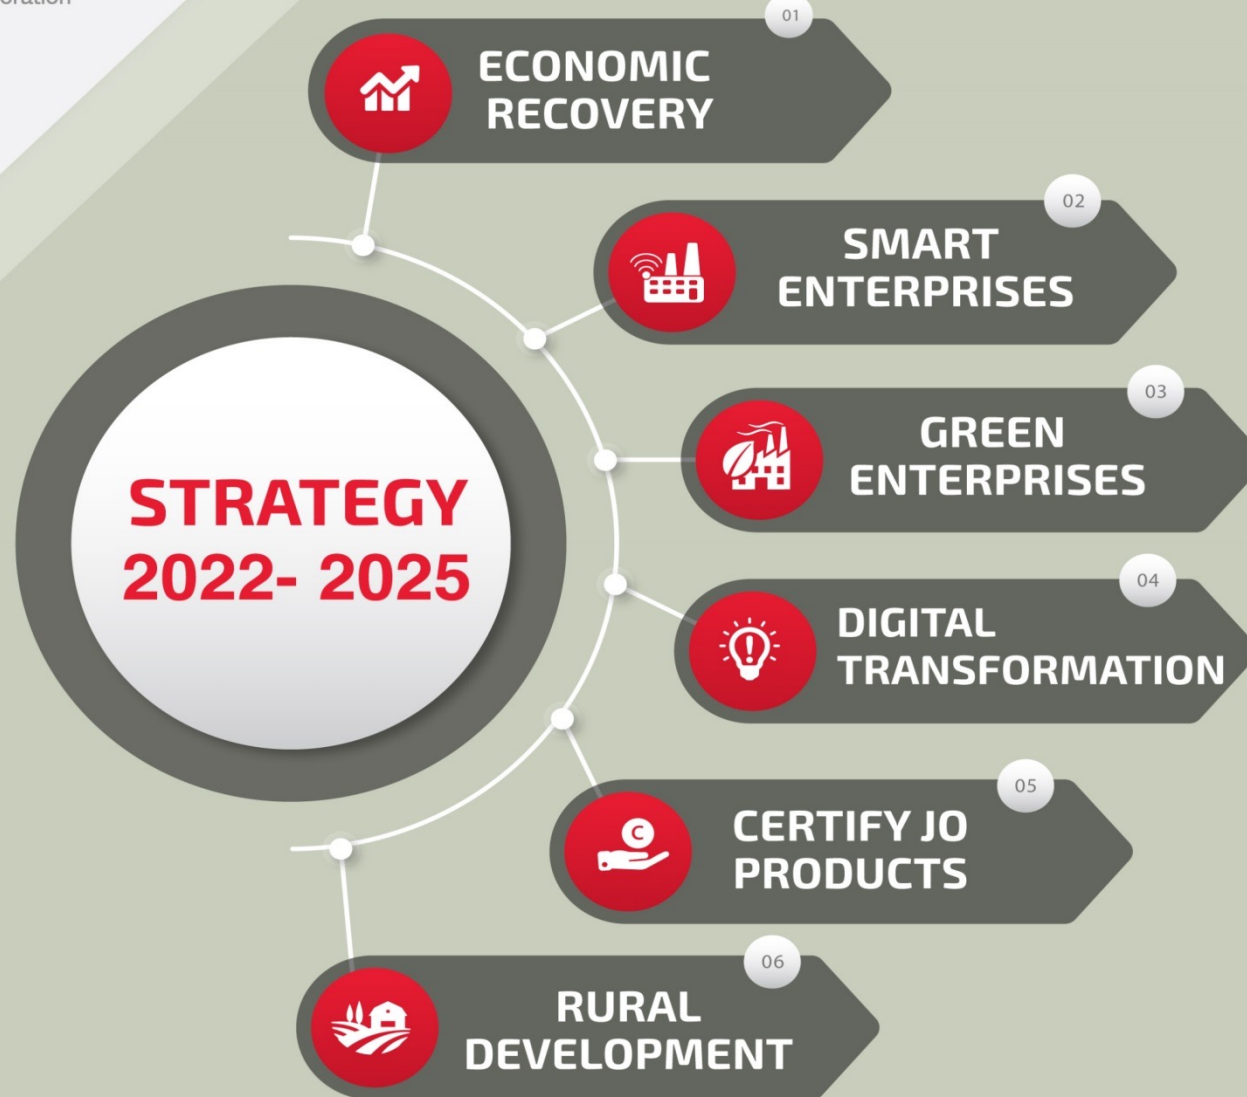 01
ECONOMIC
RECOVERY
02
SMART
ENTERPRISES
03
GREEN
ENTERPRISES
STRATEGY
2022- 2025
04
DIGITAL
TRANSFORMATION
05
C
CERTIFY JO
PRODUCTS
06
RURAL
DEVELOPMENT